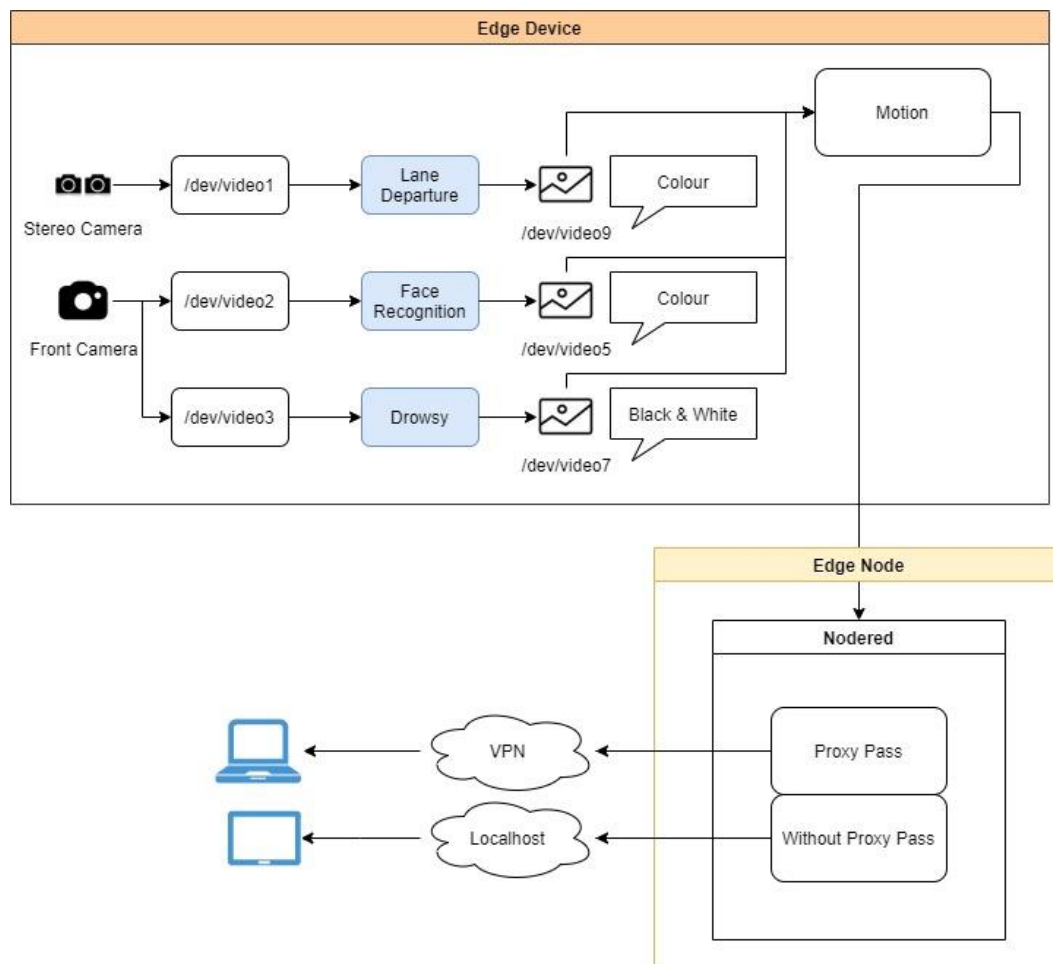 Edge Device
Motion
/dev/video1
Lane
Departure
Colour
Stereo Camera
/dev/video9
/dev/video2
Face
Recognition
Colour
Front Camera
/dev/video5
/dev/video3
Drowsy
Black & White
/dev/video7
Edge Node
Nodered
VPN
Proxy Pass
Localhost
Without Proxy Pass